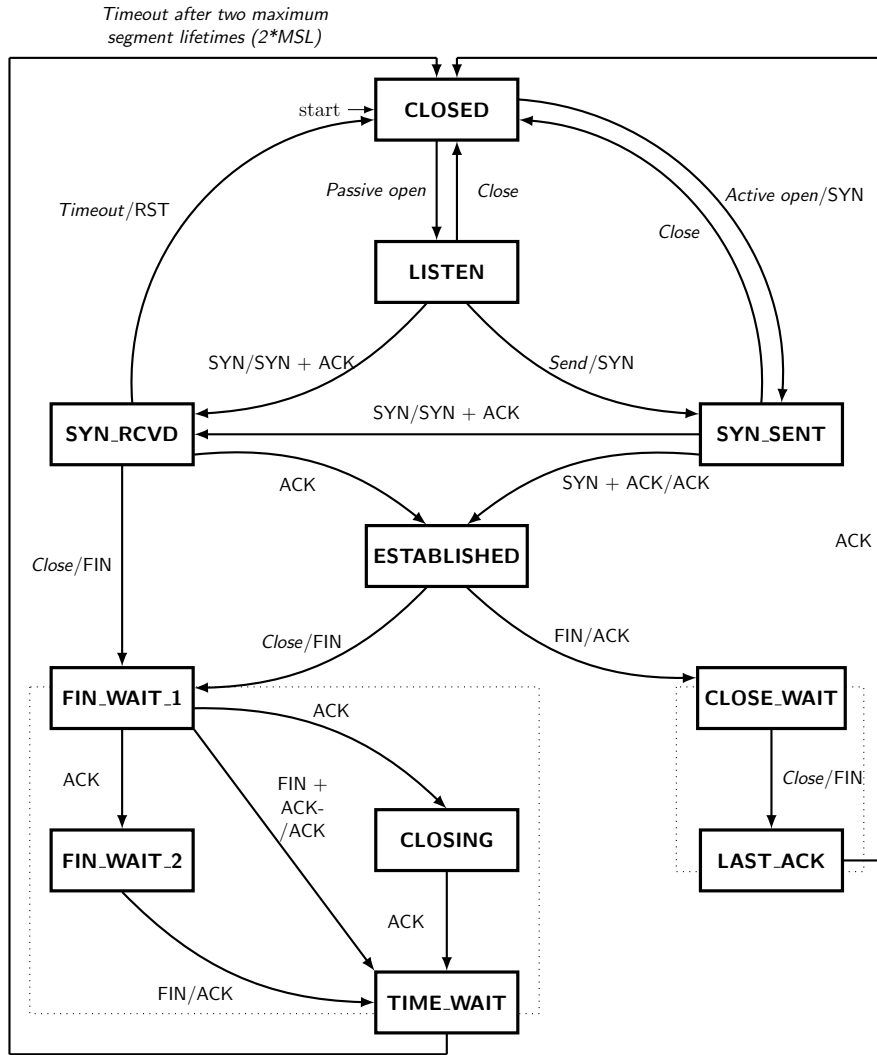 Timeout after two maximum
segment lifetimes (2*MSL)
start
CLOSED
Passive open
Close
Timeout/RST
Active open/SYN
Close
LISTEN
SYN/SYN + ACK
Send/SYN
SYN_RCVD
SYN/SYN + ACK
SYN_SENT
ACK
SYN + ACK/ACK
ESTABLISHED
ACK
Close/FIN
Close/FIN
FIN/ACK
FIN_WAIT_1
CLOSE_WAIT
ACK
ACK
FIN +
ACK-
/ACK
Close/FIN
FIN_WAIT_2
CLOSING
LAST_ACK
ACK
FIN/ACK
TIME_WAIT